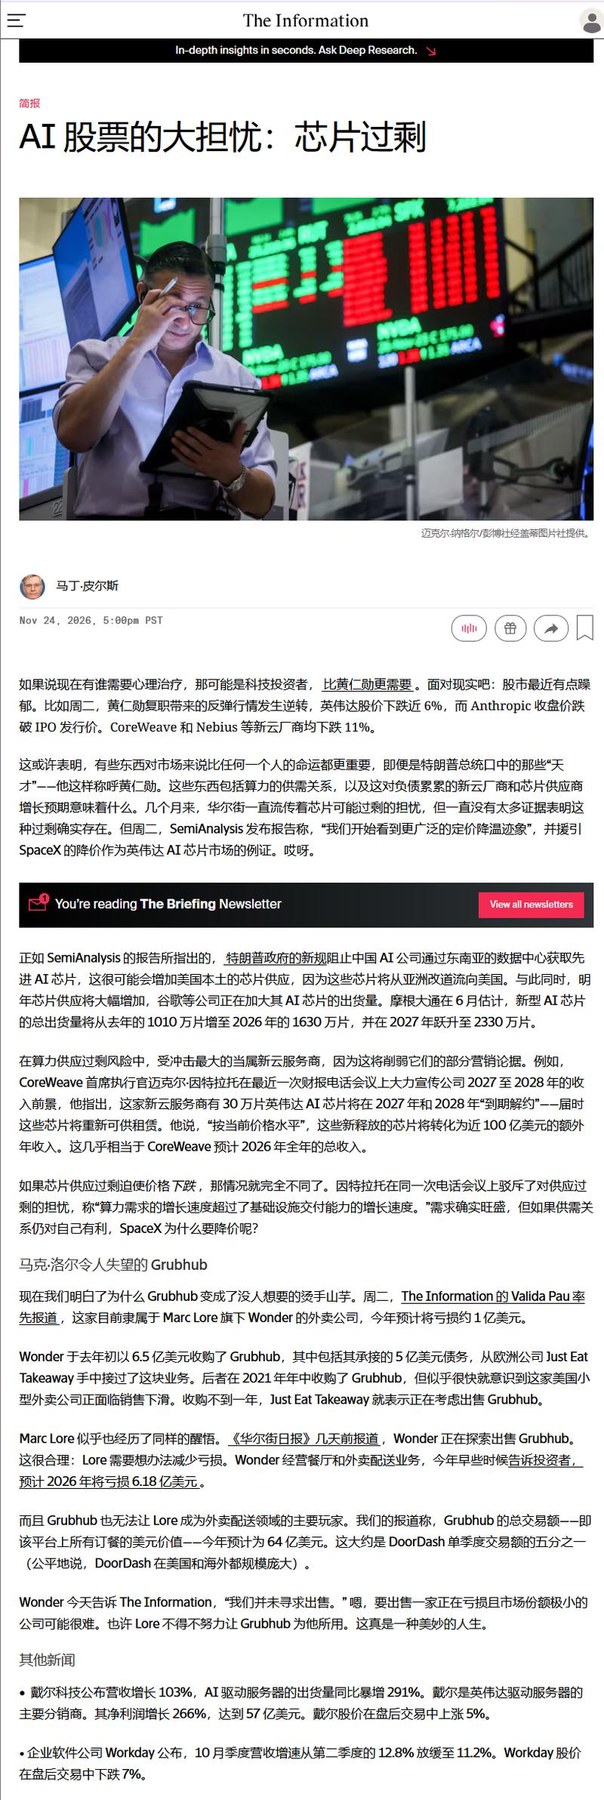 The Information
In-depth insights in seconds. Ask Deep Research.
简报
AI 股票的大担忧：芯片过剩
NVDA
NVDA
迈克尔·纳格尔/彭博社经盖蒂图片社提供。
马丁·皮尔斯
Nov 24, 2026, 5:00pm PST
如果说现在有谁需要心理治疗，那可能是科技投资者，比黄仁勋更需要。面对现实吧：股市最近有点躁
郁。比如周二，黄仁勋复职带来的反弹行情发生逆转，英伟达股价下跌近 6%，而 Anthropic 收盘价跌
破 IPO 发行价。CoreWeave 和 Nebius 等新云厂商均下跌 11%。
这或许表明，有些东西对市场来说比任何一个人的命运都更重要，即便是特朗普总统口中的那些“天
才”——他这样称呼黄仁勋。这些东西包括算力的供需关系，以及这对负债累累的新云厂商和芯片供应商
增长预期意味着什么。几个月来，华尔街一直流传着芯片可能过剩的担忧，但一直没有太多证据表明这
种过剩确实存在。但周二，SemiAnalysis 发布报告称，“我们开始看到更广泛的定价降温迹象”，并援引
SpaceX 的降价作为英伟达 AI 芯片市场的例证。哎呀。
You're reading The Briefing Newsletter
View all newsletters
正如 SemiAnalysis 的报告所指出的，特朗普政府的新规阻止中国 AI 公司通过东南亚的数据中心获取先
进 AI 芯片，这很可能会增加美国本土的芯片供应，因为这些芯片将从亚洲改道流向美国。与此同时，明
年芯片供应将大幅增加，谷歌等公司正在加大其 AI 芯片的出货量。摩根大通在 6 月估计，新型 AI 芯片
的总出货量将从去年的 1010 万片增至 2026 年的 1630 万片，并在 2027 年跃升至 2330 万片。
在算力供应过剩风险中，受冲击最大的当属新云服务商，因为这将削弱它们的部分营销论据。例如，
CoreWeave 首席执行官迈克尔·因特拉托在最近一次财报电话会议上大力宣传公司 2027 至 2028 年的收
入前景，他指出，这家新云服务商有 30 万片英伟达 AI 芯片将在 2027 年和 2028 年“到期解约”——届时
这些芯片将重新可供租赁。他说，“按当前价格水平”，这些新释放的芯片将转化为近 100 亿美元的额外
年收入。这几乎相当于 CoreWeave 预计 2026 年全年的总收入。
如果芯片供应过剩迫使价格下跌，那情况就完全不同了。因特拉托在同一次电话会议上驳斥了对供应过
剩的担忧，称“算力需求的增长速度超过了基础设施交付能力的增长速度。”需求确实旺盛，但如果供需关
系仍对自己有利，SpaceX 为什么要降价呢？
马克·洛尔令人失望的 Grubhub
现在我们明白了为什么 Grubhub 变成了没人想要的烫手山芋。周二，The Information 的 Valida Pau 率
先报道，这家目前隶属于 Marc Lore 旗下 Wonder 的外卖公司，今年预计将亏损约 1 亿美元。
Wonder 于去年初以 6.5 亿美元收购了 Grubhub，其中包括其承接的 5 亿美元债务，从欧洲公司 Just Eat
Takeaway 手中接过了这块业务。后者在 2021 年年中收购了 Grubhub，但似乎很快就意识到这家美国小
型外卖公司正面临销售下滑。收购不到一年，Just Eat Takeaway 就表示正在考虑出售 Grubhub。
Marc Lore 似乎也经历了同样的醒悟。《华尔街日报》几天前报道，Wonder 正在探索出售 Grubhub。
这很合理：Lore 需要想办法减少亏损。Wonder 经营餐厅和外卖配送业务，今年早些时候告诉投资者，
预计 2026 年将亏损 6.18 亿美元。
而且 Grubhub 也无法让 Lore 成为外卖配送领域的主要玩家。我们的报道称，Grubhub 的总交易额——即
该平台上所有订餐的美元价值——今年预计为 64 亿美元。这大约是 DoorDash 单季度交易额的五分之一
（公平地说，DoorDash 在美国和海外都规模庞大）。
Wonder 今天告诉 The Information，“我们并未寻求出售。” 嗯，要出售一家正在亏损且市场份额极小的
公司可能很难。也许 Lore 不得不努力让 Grubhub 为他所用。这真是一种美妙的人生。
其他新闻
• 戴尔科技公布营收增长 103%，AI 驱动服务器的出货量同比暴增 291%。戴尔是英伟达驱动服务器的
主要分销商。其净利润增长 266%，达到 57 亿美元。戴尔股价在盘后交易中上涨 5%。
• 企业软件公司 Workday 公布，10 月季度营收增速从第二季度的 12.8% 放缓至 11.2%。Workday 股价
在盘后交易中下跌 7%。